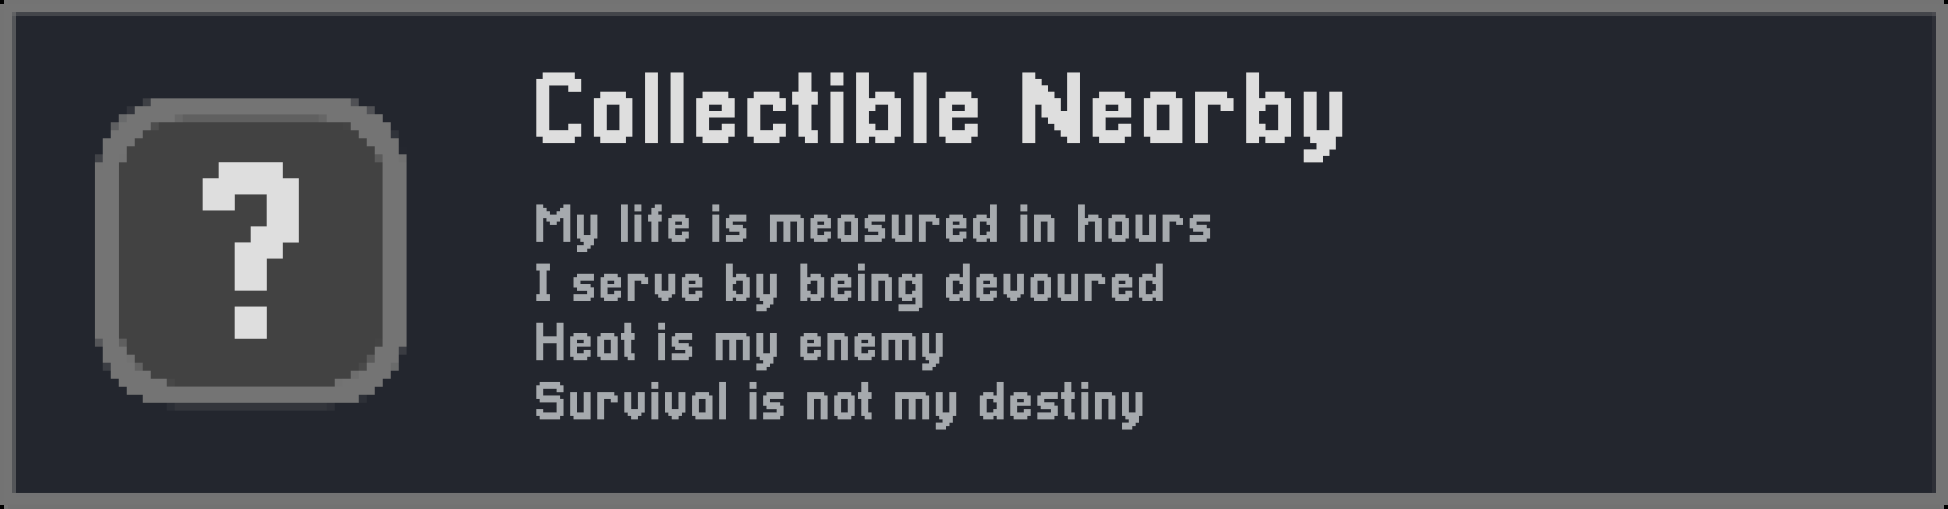 Collectible Nearby
?
My life is measured in hours
I serve by being devoured
Heat is my enemy
Survival is not my destiny